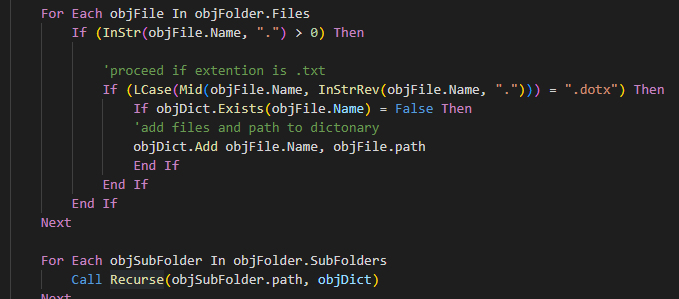 For Each objFile In objFolder.Files
If (InStr(objFile.Name, ".") > 0) Then
'proceed if extention is .txt
If (LCase(Mid(objFile.Name, InStrRev(objFile.Name, "."))) = ".dotx") Then
If objDict.Exists(objFile.Name) = False Then
'add files and path to dictonary
objDict.Add objFile.Name, objFile.path
End If
End If
End If
Next
For Each objSubFolder In objFolder.SubFolders
Call Recurse(objSubFolder.path, objDict)
Next